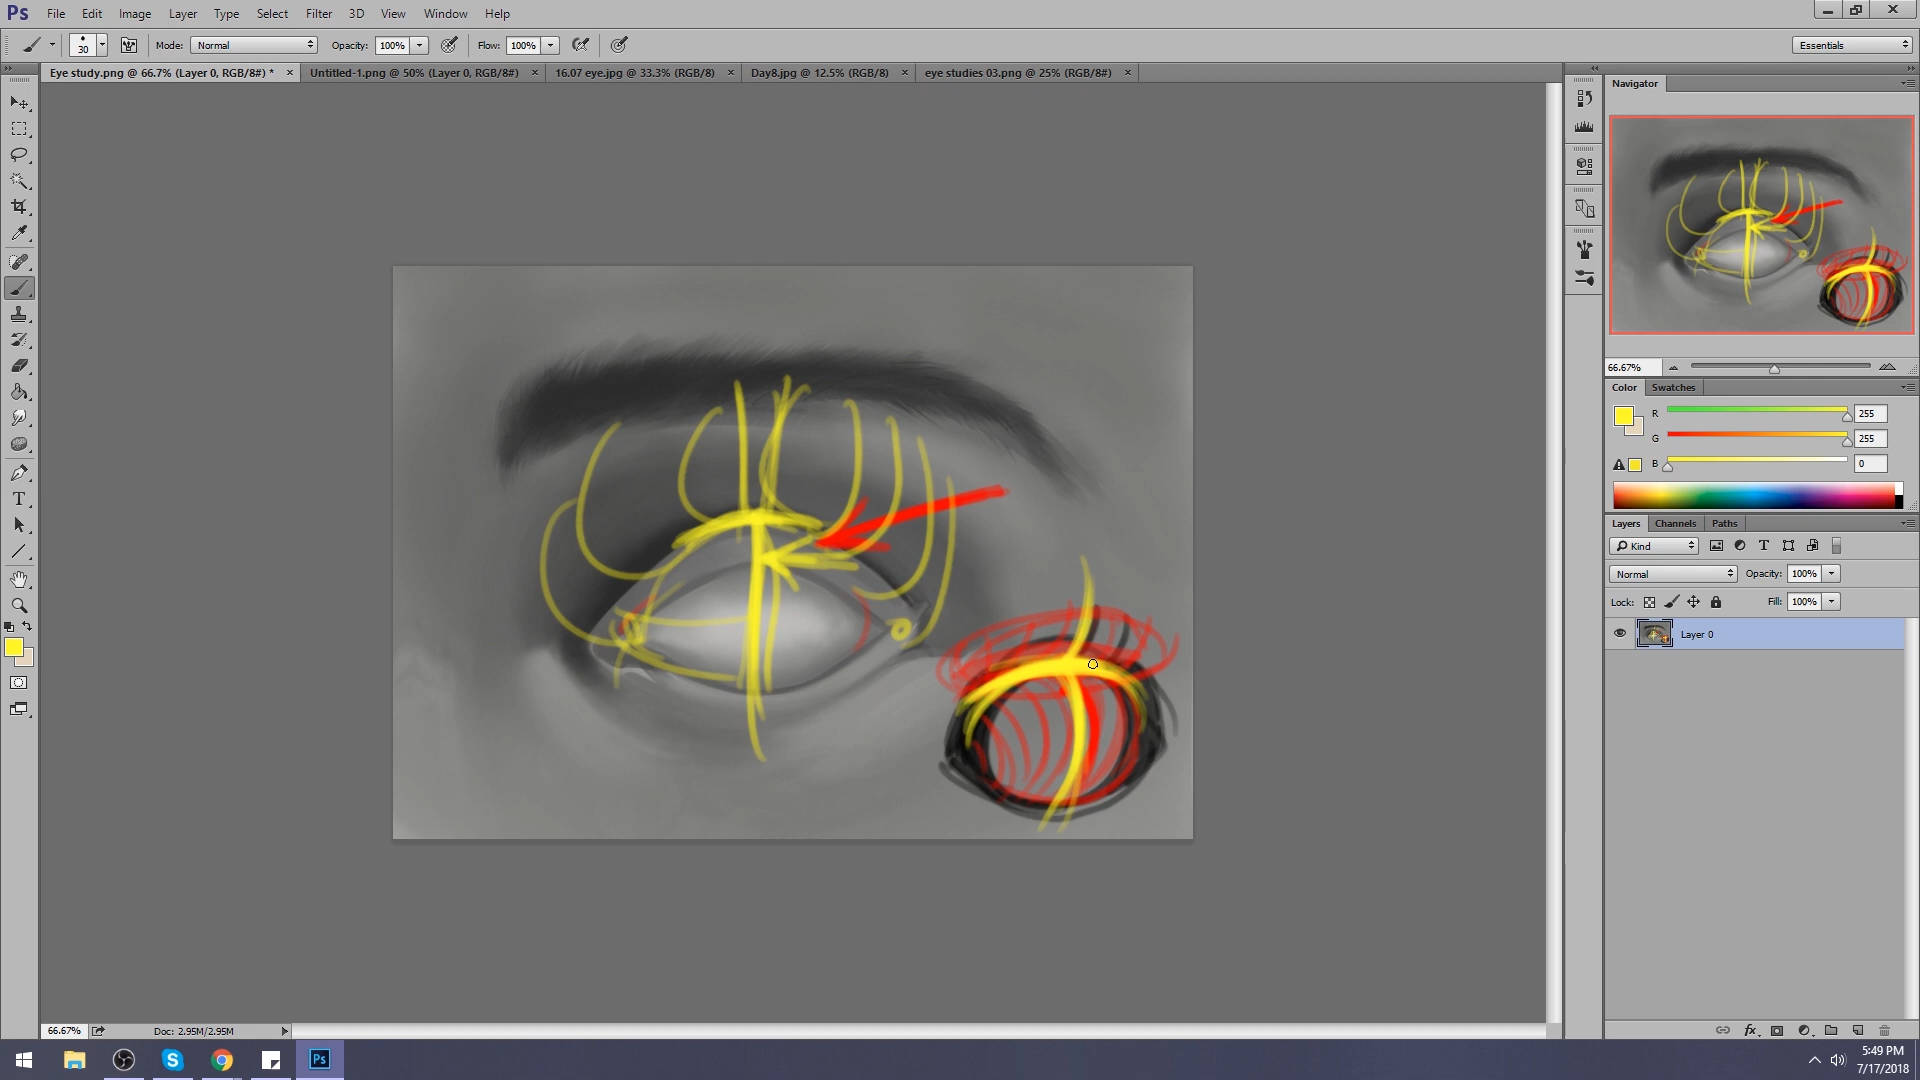 Ps File Edit Image Layer Type Select Filter 3D View Window Help
30 Mode: Normal Opacity: 100% Flow: 100% Essentials
Eye study.png @ 66.7% (Layer 0, RGB/8#) * × Untitled-1.png @ 50% (Layer 0, RGB/8#) × 16.07 eye.jpg @ 33.3% (RGB/8) × Day8.jpg @ 12.5% (RGB/8) × eye studies 03.png @ 25% (RGB/8#) ×
Navigator
66.67%
Color Swatches
R 255
G 255
B 0
Layers Channels Paths
Kind
Normal Opacity: 100%
Lock: Fill: 100%
Layer 0
66.67% Doc: 2.95M/2.95M
fx
Ps
5:49 PM
7/17/2018